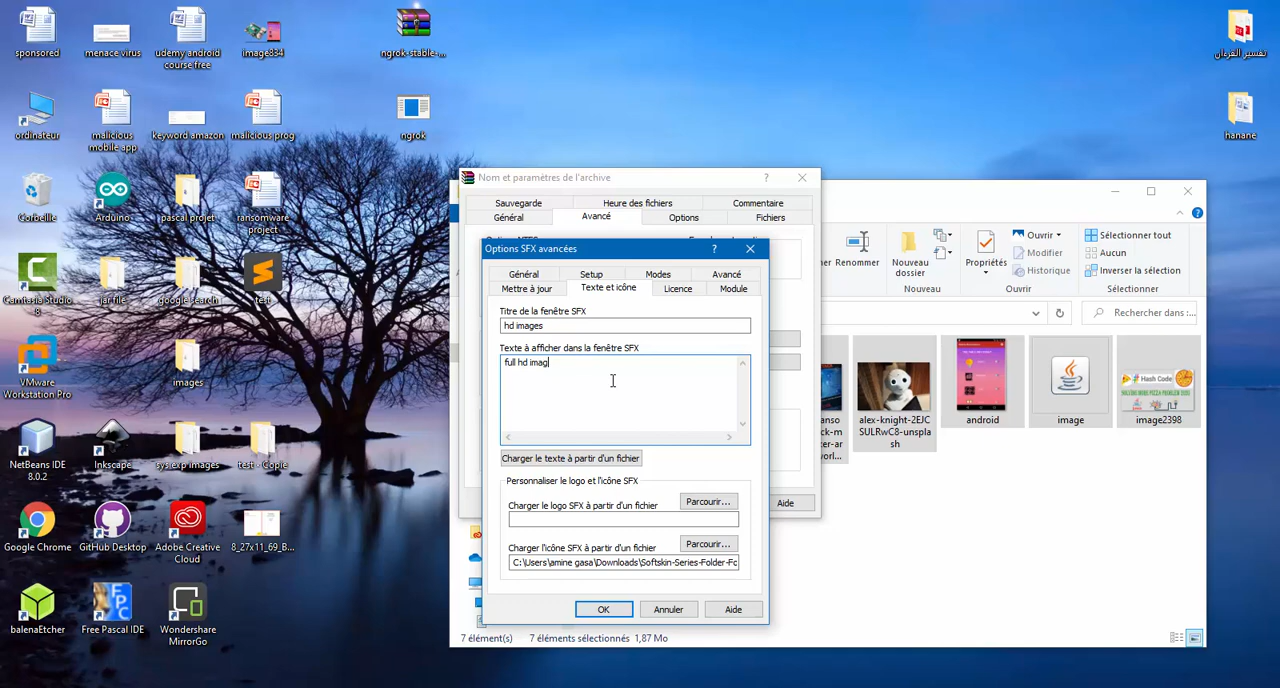 sponsored
menace virus
udemy android
course free
image834
ngrok-stable-...
تفسير القرءان
ordinateur
malicious
mobile app
keyword amazon
malicious prog
ngrok
hanane
Corbeille
Arduino
pascal projet
ransomware
project
Camtasia Studio
8
jar file
google search
test
VMware
Workstation Pro
images
NetBeans IDE
8.0.2
Inkscape
sys exp images
test - Copie
Google Chrome
GitHub Desktop
Adobe Creative
Cloud
8_27x11_69_B...
balenaEtcher
Free Pascal IDE
Wondershare
MirrorGo
Nom et paramètres de l'archive
?
Sauvegarde
Heure des fichiers
Commentaire
Général
Avancé
Options
Fichiers
Aide
Options SFX avancées
?
Général
Setup
Modes
Avancé
Mettre à jour
Texte et icône
Licence
Module
Titre de la fenêtre SFX
hd images
Texte à afficher dans la fenêtre SFX
full hd imag
Charger le texte à partir d'un fichier
Personnaliser le logo et l'icône SFX
Charger le logo SFX à partir d'un fichier
Parcourir...
Charger l'icône SFX à partir d'un fichier
Parcourir...
C:\Users\amine gasa\Downloads\Softskin-Series-Folder-Fc
OK
Annuler
Aide
Renommer
Nouveau
dossier
Nouveau
Propriétés
Ouvrir
Modifier
Historique
Ouvrir
Sélectionner tout
Aucun
Inverser la sélection
Sélectionner
Rechercher dans :...
alex-knight-2EJC
SULRwC8-unspla
sh
android
image
Hash Code
image2398
7 élément(s)
7 éléments sélectionnés 1,87 Mo